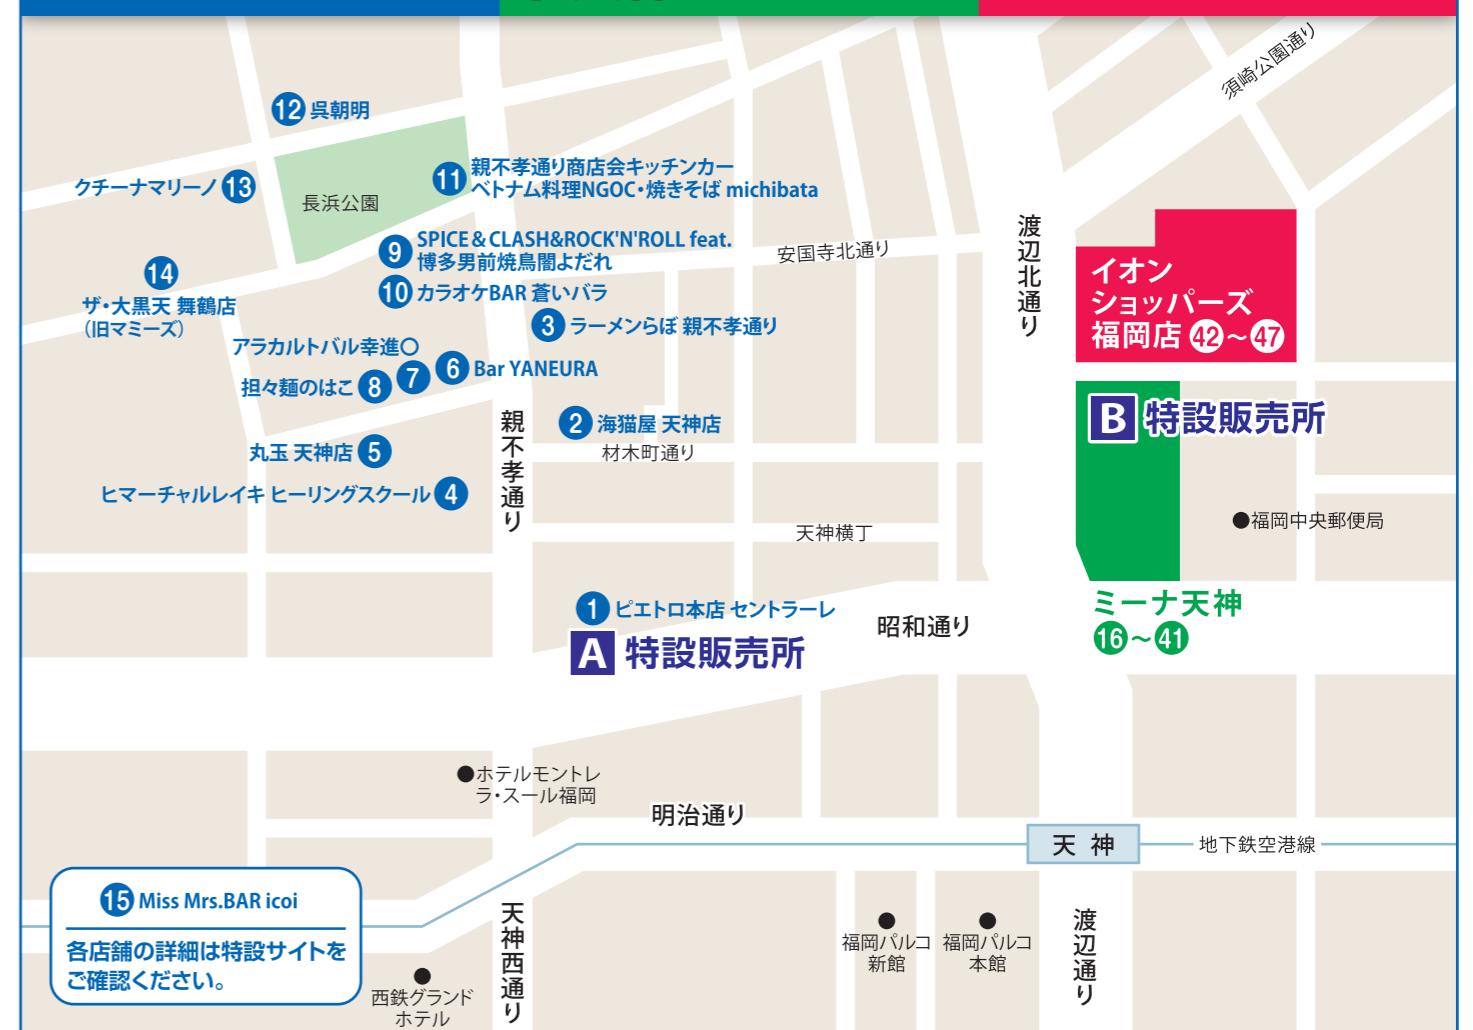 須崎公園通り
12 呉朝明
クチーナマリーノ 13
長浜公園
11 親不孝通り商店会キッチンカー
ベトナム料理NGOC・焼きそば michibata
9 SPICE & CLASH&ROCK'N'ROLL feat.
博多男前焼鳥闇よだれ
10 カラオケBAR 蒼いバラ
安国寺北通り
渡辺北通り
イオン
ショッパーズ
福岡店 42～47
14
ザ・大黒天 舞鶴店
（旧マミーズ）
3 ラーメンらぼ 親不孝通り
アラカルトバル幸進〇
7
6 Bar YANEURA
担々麺のはこ 8
B 特設販売所
2 海猫屋 天神店
材木町通り
親不孝通り
丸玉 天神店 5
ヒマーチャルレイキ ヒーリングスクール 4
●福岡中央郵便局
天神横丁
1 ピエトロ本店 セントラーレ
A 特設販売所
昭和通り
ミーナ天神
16～41
●ホテルモントレ
ラ・スール福岡
明治通り
天神
地下鉄空港線
15 Miss Mrs.BAR icoi
各店舗の詳細は特設サイトを
ご確認ください。
天神西通り
西鉄グランド
ホテル
福岡パルコ
新館
福岡パルコ
本館
渡辺通り